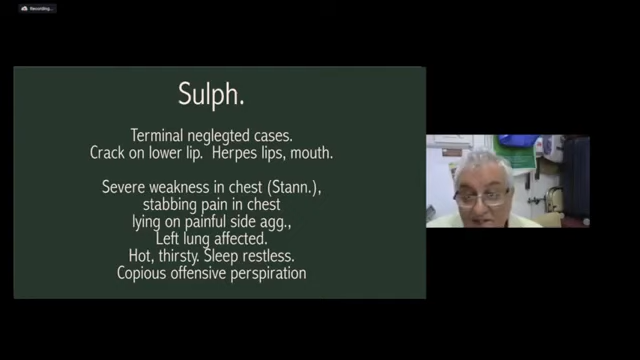 Recording...
Sulph.
Terminal neglegted cases.
Crack on lower lip. Herpes lips, mouth.
Severe weakness in chest (Stann.),
stabbing pain in chest
lying on painful side agg.,
Left lung affected.
Hot, thirsty. Sleep restless.
Copious offensive perspiration